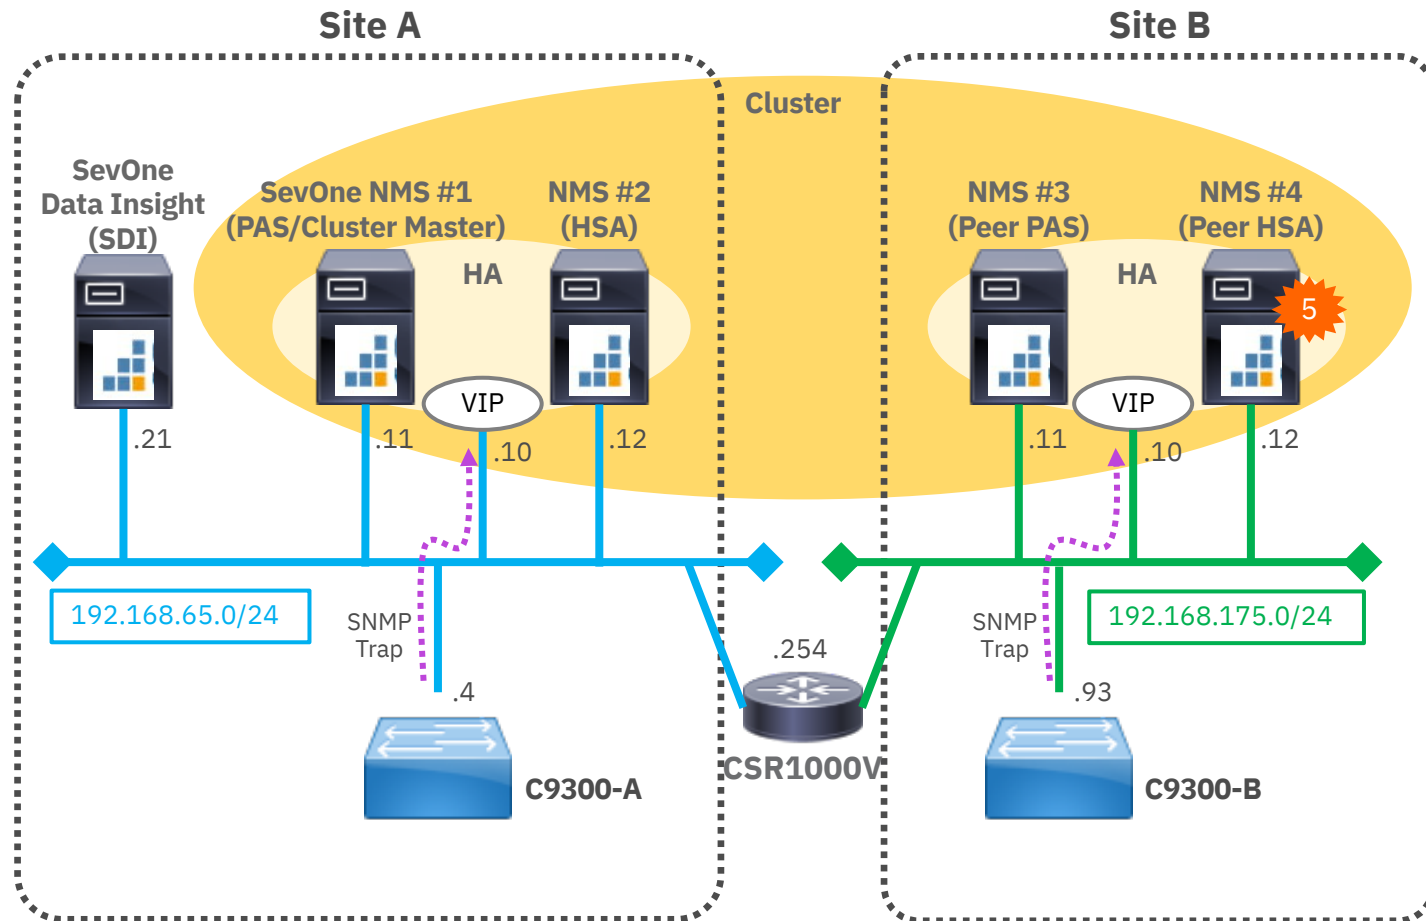 Site A
Site B
Cluster
SevOne
Data Insight
(SDI)
SevOne NMS #1
(PAS/Cluster Master)
NMS #2
(HSA)
NMS #3
(Peer PAS)
NMS #4
(Peer HSA)
HA
HA
5
VIP
VIP
.21
.11
.10
.12
.11
.10
.12
192.168.65.0/24
SNMP
Trap
SNMP
Trap
192.168.175.0/24
.254
.4
.93
CSR1000V
C9300-A
C9300-B